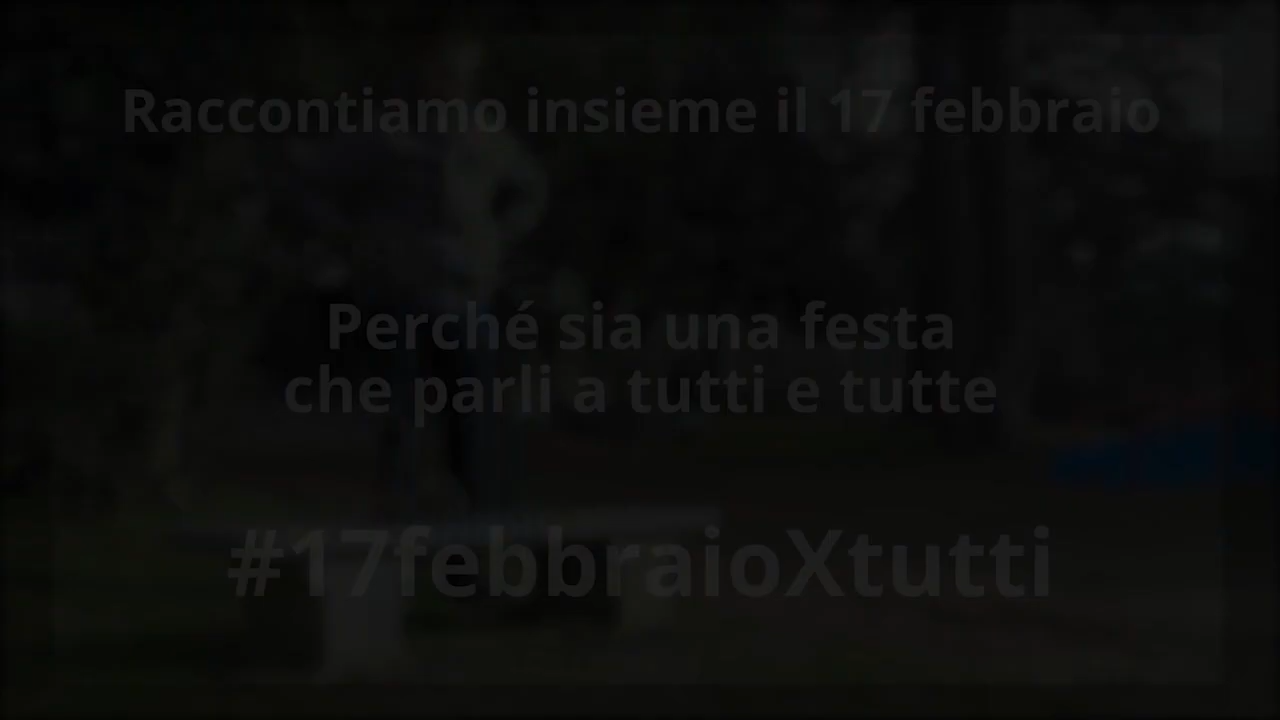 Raccontiamo insieme il 17 febbraio
Perché sia una festa
che parli a tutti e tutte
#17febbraioXtutti